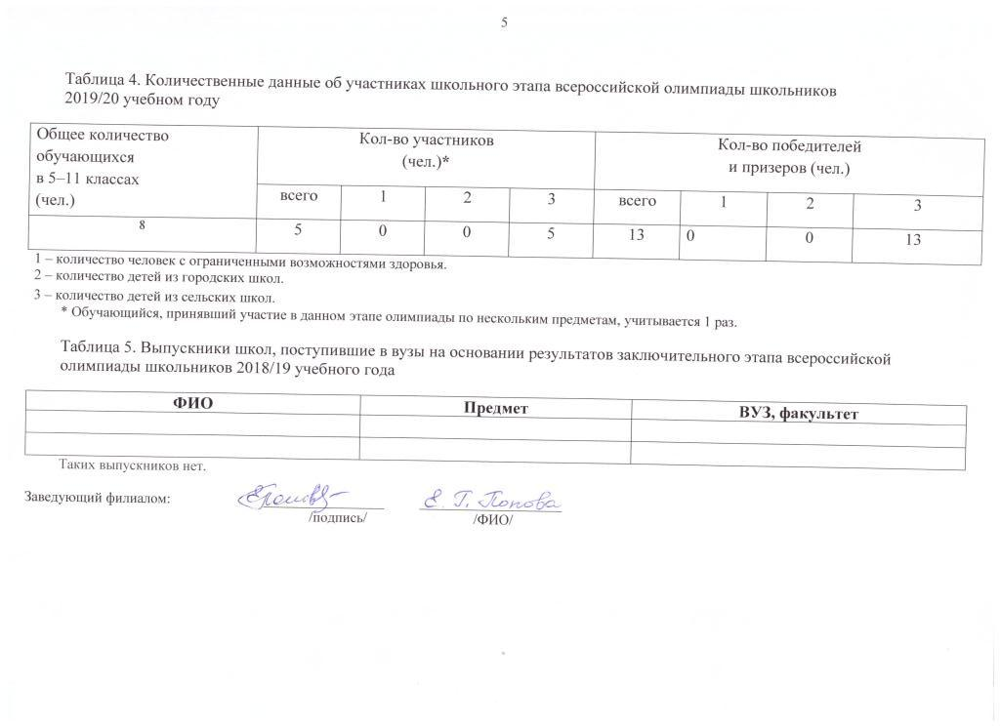 5
Таблица 4. Количественные данные об участниках школьного этапа всероссийской олимпиады школьников
2019/20 учебном году
Общее количество
обучающихся
в 5–11 классах
(чел.)
Кол-во участников
(чел.)*
Кол-во победителей
и призеров (чел.)
всего 1 2 3 всего 1 2 3
8 5 0 0 5 13 0 0 13
1 – количество человек с ограниченными возможностями здоровья.
2 – количество детей из городских школ.
3 – количество детей из сельских школ.
* Обучающийся, принявший участие в данном этапе олимпиады по нескольким предметам, учитывается 1 раз.
Таблица 5. Выпускники школ, поступившие в вузы на основании результатов заключительного этапа всероссийской
олимпиады школьников 2018/19 учебного года
ФИО Предмет ВУЗ, факультет
Таких выпускников нет.
Заведующий филиалом: Е. Г. Попова
/подпись/ /ФИО/